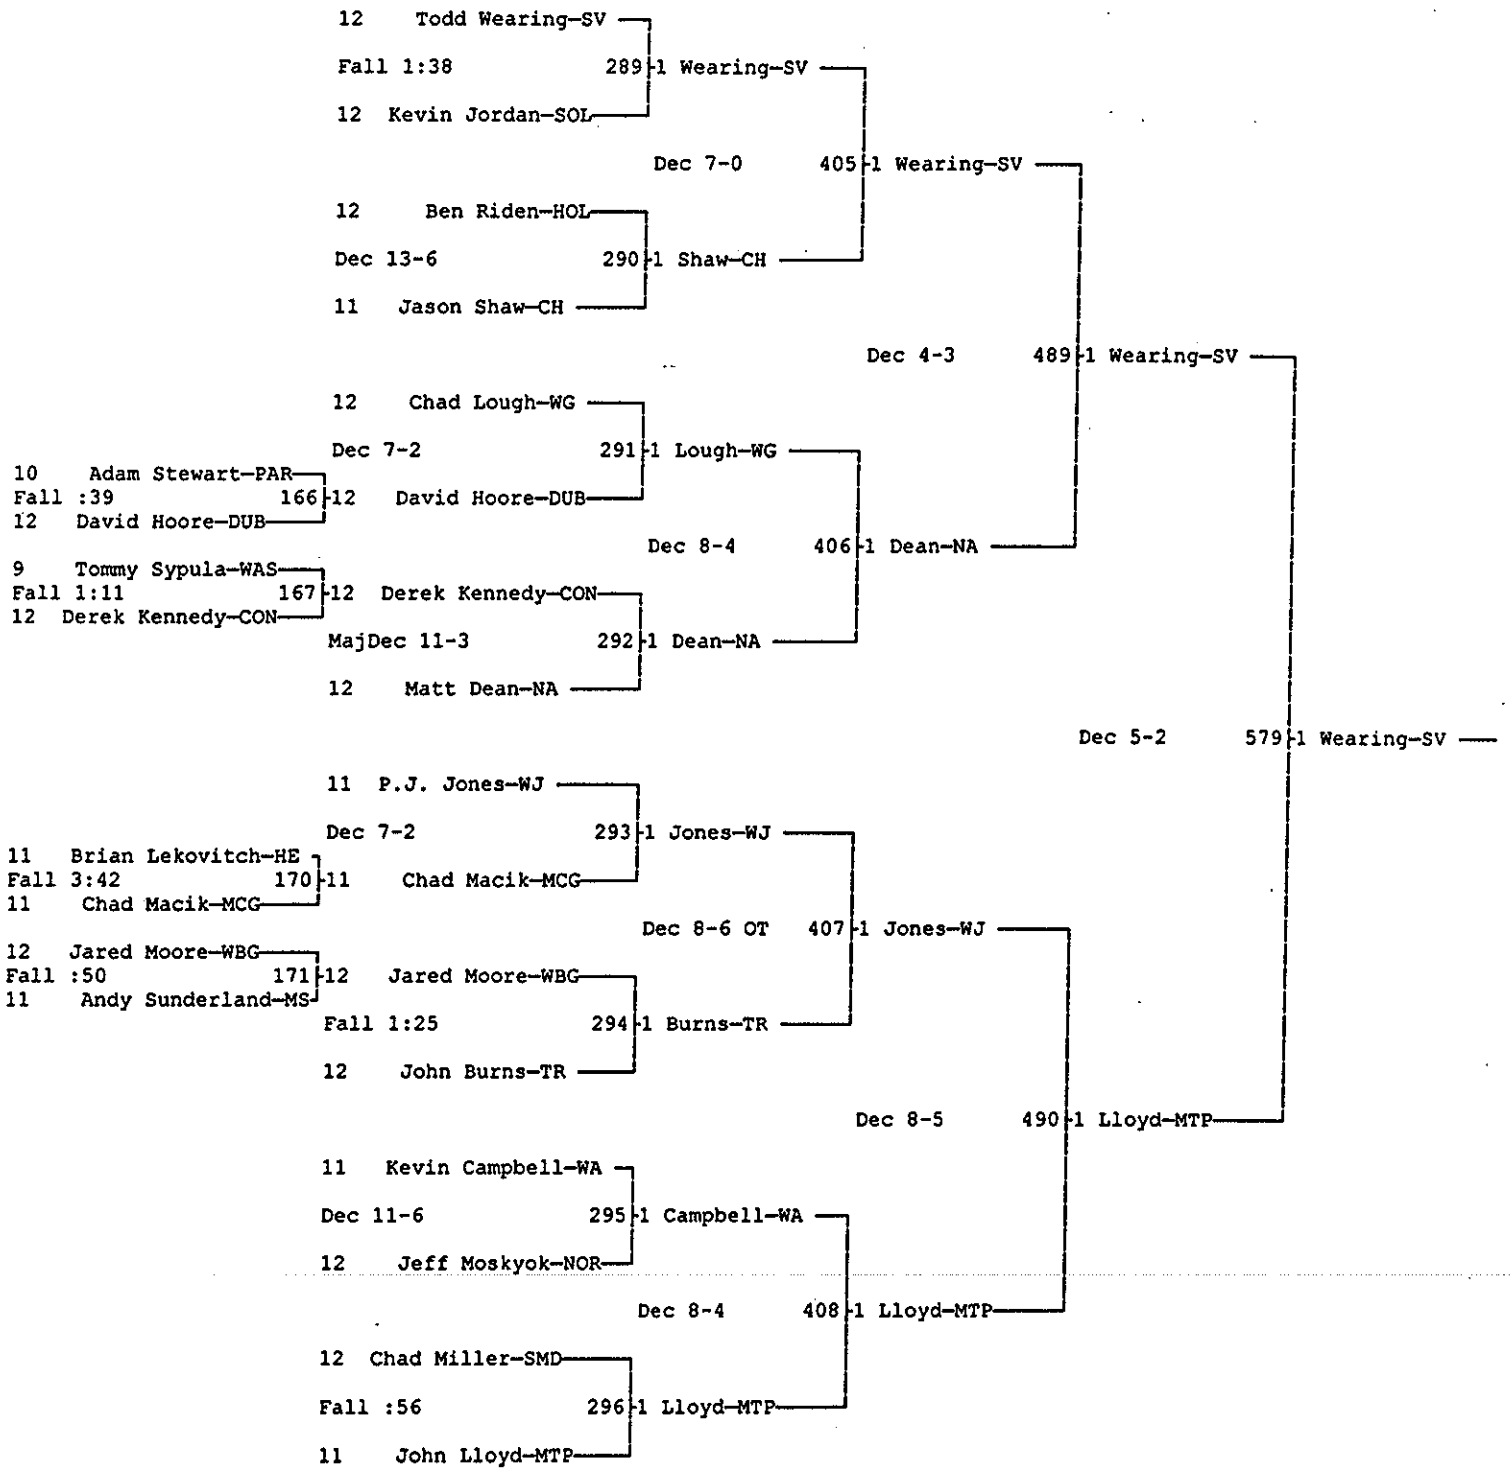 12 Todd Wearing-SV
Fall 1:38 289 1 Wearing-SV
12 Kevin Jordan-SOL
Dec 7-0 405 1 Wearing-SV
12 Ben Riden-HOL
Dec 13-6 290 1 Shaw-CH
11 Jason Shaw-CH
Dec 4-3 489 1 Wearing-SV
12 Chad Lough-WG
Dec 7-2 291 1 Lough-WG
10 Adam Stewart-PAR
Fall :39 166 12 David Hoore-DUB
12 David Hoore-DUB
Dec 8-4 406 1 Dean-NA
9 Tommy Sypula-WAS
Fall 1:11 167 12 Derek Kennedy-CON
12 Derek Kennedy-CON
MajDec 11-3 292 1 Dean-NA
12 Matt Dean-NA
Dec 5-2 579 1 Wearing-SV
11 P.J. Jones-WJ
Dec 7-2 293 1 Jones-WJ
11 Brian Lekovitch-HE
Fall 3:42 170 11 Chad Macik-MCG
11 Chad Macik-MCG
Dec 8-6 OT 407 1 Jones-WJ
12 Jared Moore-WBG
Fall :50 171 12 Jared Moore-WBG
11 Andy Sunderland-MS
Fall 1:25 294 1 Burns-TR
12 John Burns-TR
Dec 8-5 490 1 Lloyd-MTP
11 Kevin Campbell-WA
Dec 11-6 295 1 Campbell-WA
12 Jeff Moskyok-NOR
Dec 8-4 408 1 Lloyd-MTP
12 Chad Miller-SMD
Fall :56 296 1 Lloyd-MTP
11 John Lloyd-MTP